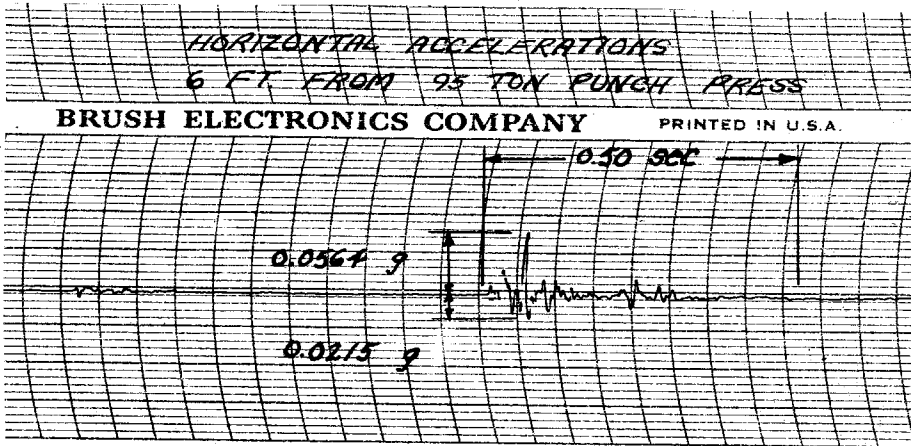 HORIZONTAL ACCELERATIONS
6 FT. FROM 95 TON PUNCH PRESS
BRUSH ELECTRONICS COMPANY PRINTED IN U.S.A.
0.50 SEC
0.0564 g
0.0215 g